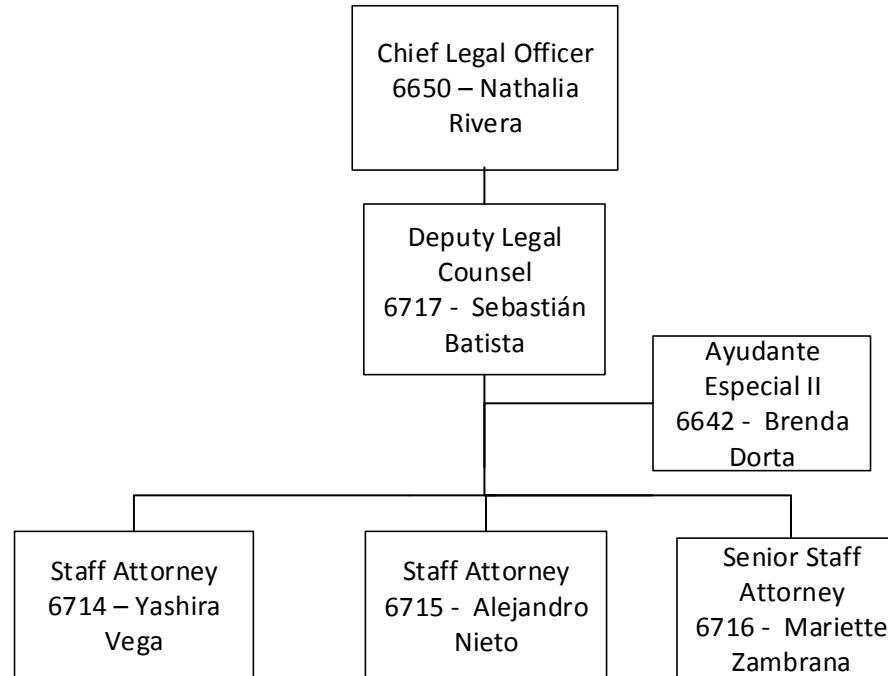 Chief Legal Officer
6650 – Nathalia
Rivera
Deputy Legal
Counsel
6717 - Sebastián
Batista
Ayudante
Especial II
6642 - Brenda
Dorta
Staff Attorney
6714 – Yashira
Vega
Staff Attorney
6715 - Alejandro
Nieto
Senior Staff
Attorney
6716 - Mariette
Zambrana